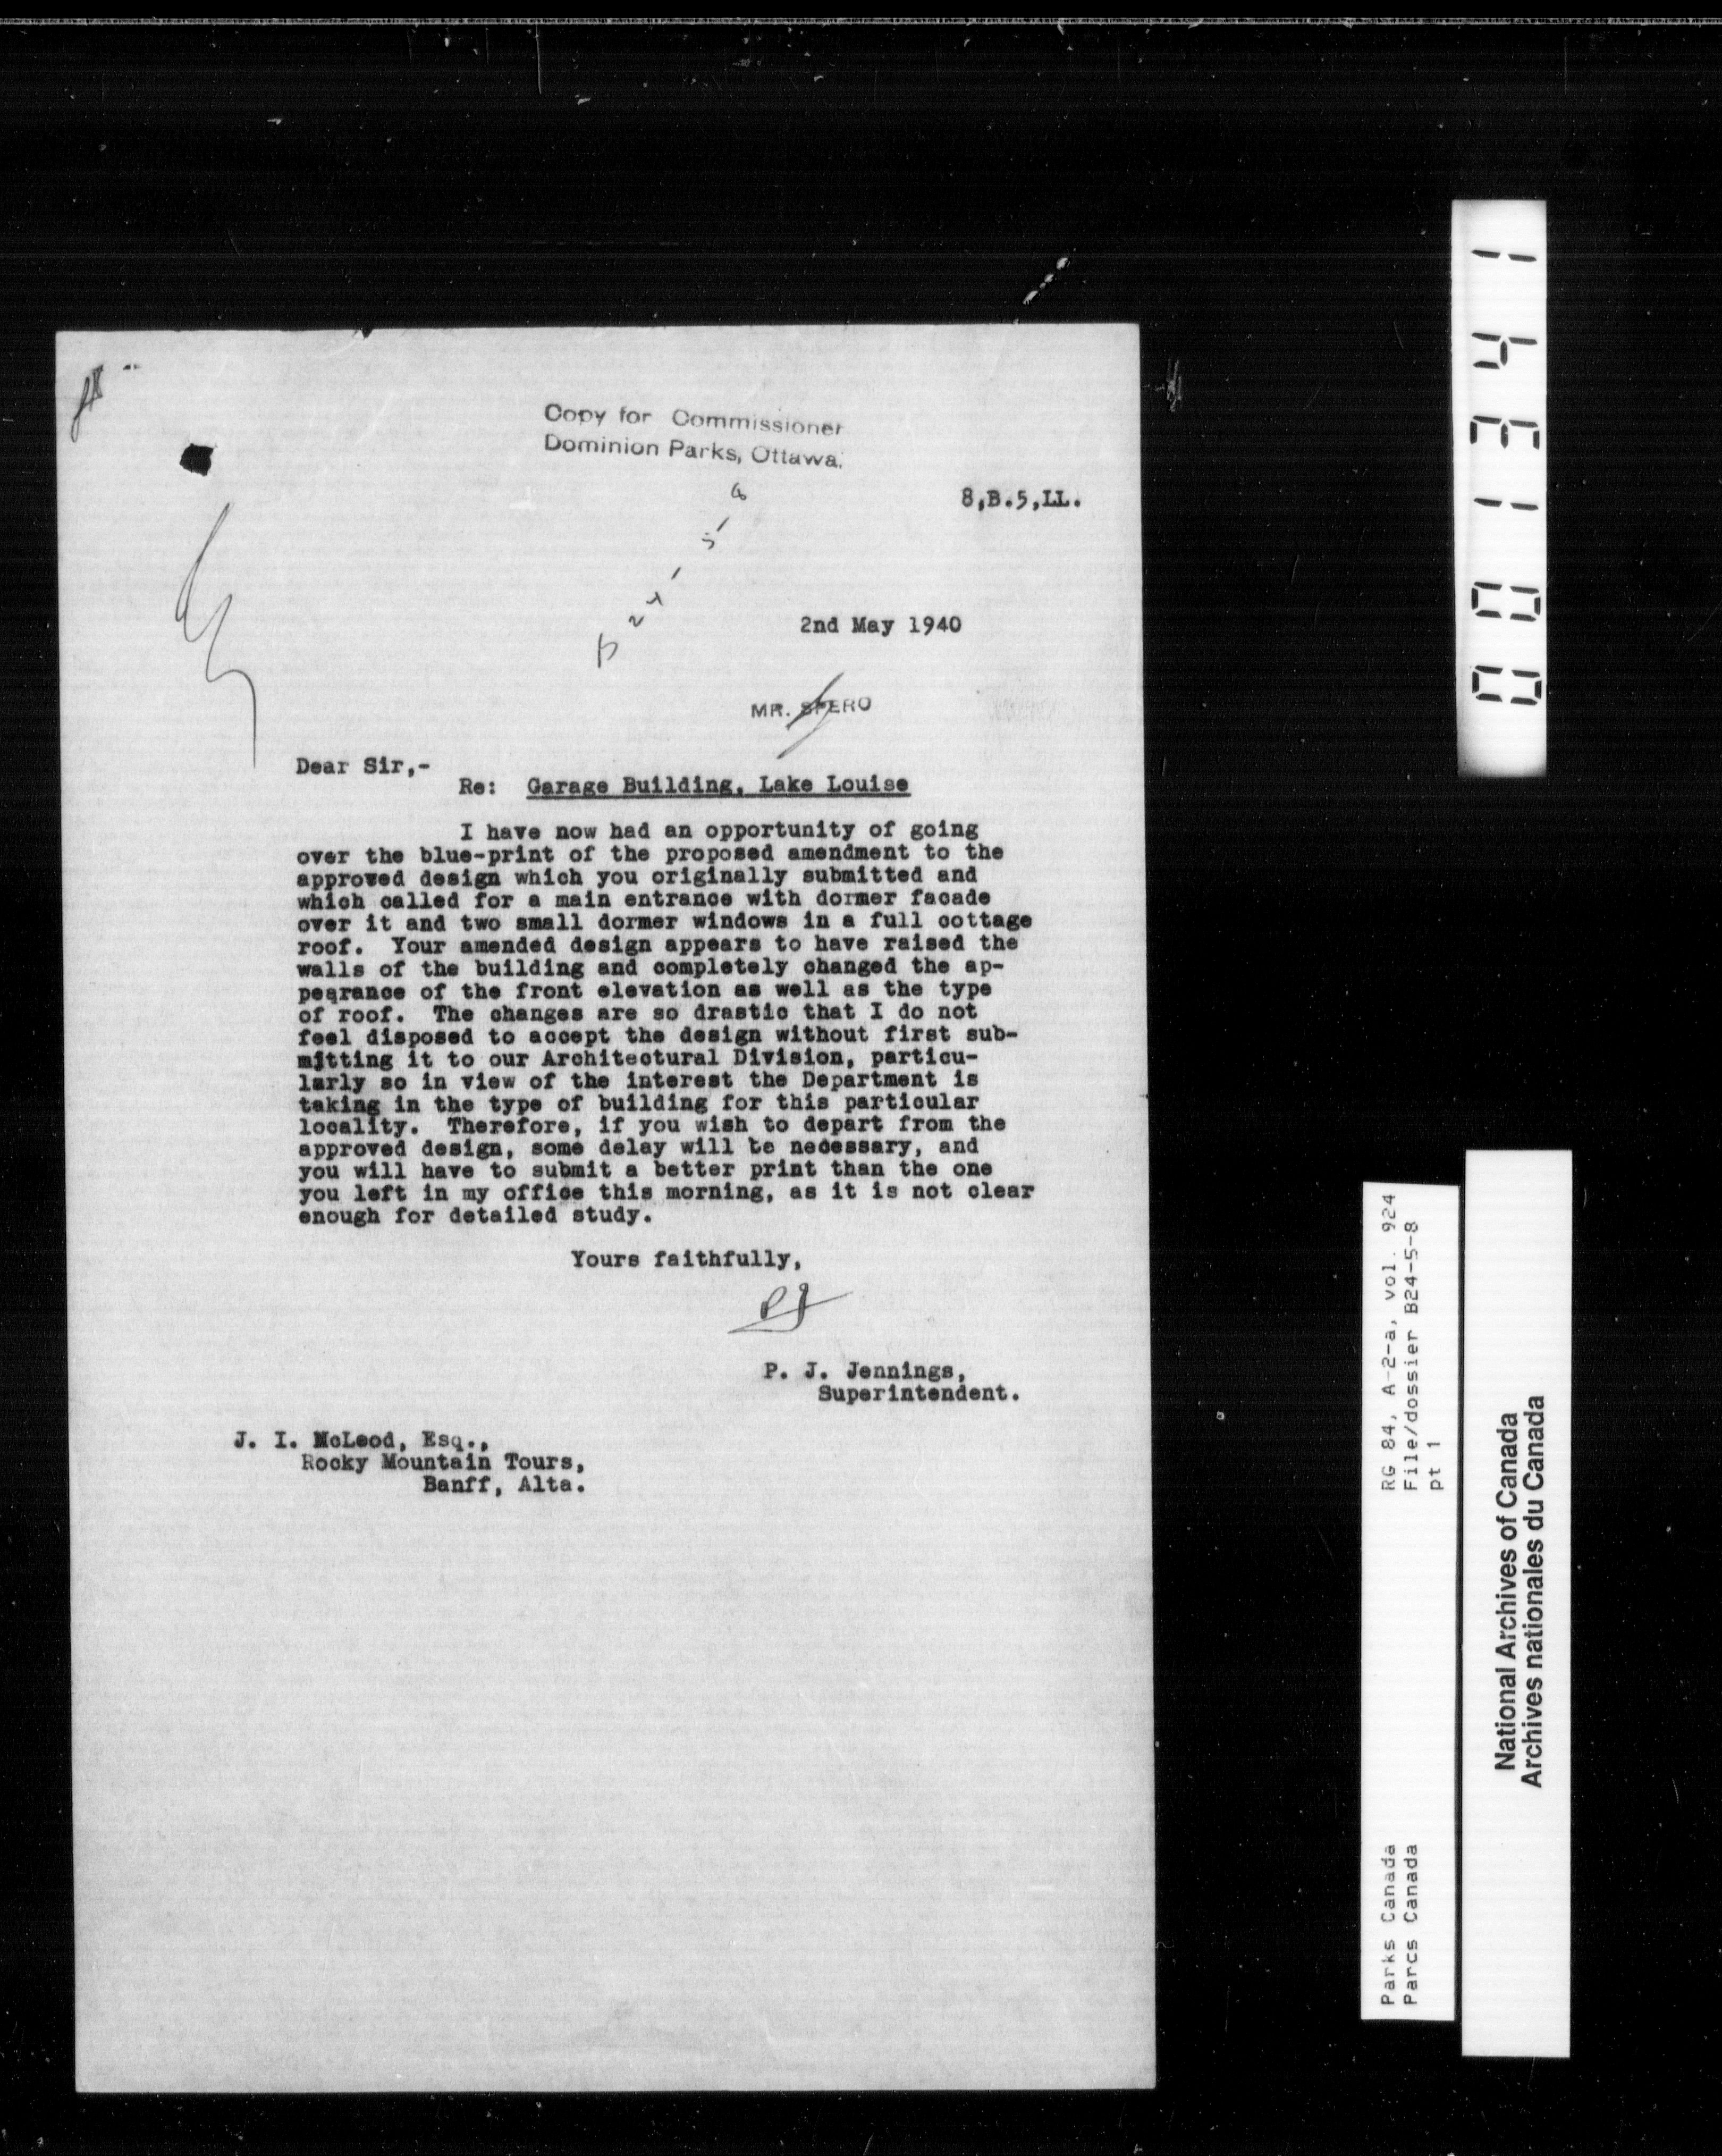 Copy for Commissioner
Dominion Parks, Ottawa.
8,B.5,LL.
B 24 - 5 - 8
2nd May 1940
MR. SPERO
Dear Sir,-
Re: Garage Building, Lake Louise
I have now had an opportunity of going
over the blue-print of the proposed amendment to the
approved design which you originally submitted and
which called for a main entrance with dormer facade
over it and two small dormer windows in a full cottage
roof. Your amended design appears to have raised the
walls of the building and completely changed the ap-
pearance of the front elevation as well as the type
of roof. The changes are so drastic that I do not
feel disposed to accept the design without first sub-
mitting it to our Architectural Division, particu-
larly so in view of the interest the Department is
taking in the type of building for this particular
locality. Therefore, if you wish to depart from the
approved design, some delay will be necessary, and
you will have to submit a better print than the one
you left in my office this morning, as it is not clear
enough for detailed study.
Yours faithfully,
PJ
P. J. Jennings,
Superintendent.
J. I. McLeod, Esq.,
Rocky Mountain Tours,
Banff, Alta.
001341
Parks Canada
Parcs Canada
RG 84, A-2-a, vol. 924
File/dossier B24-5-8
pt 1
National Archives of Canada
Archives nationales du Canada